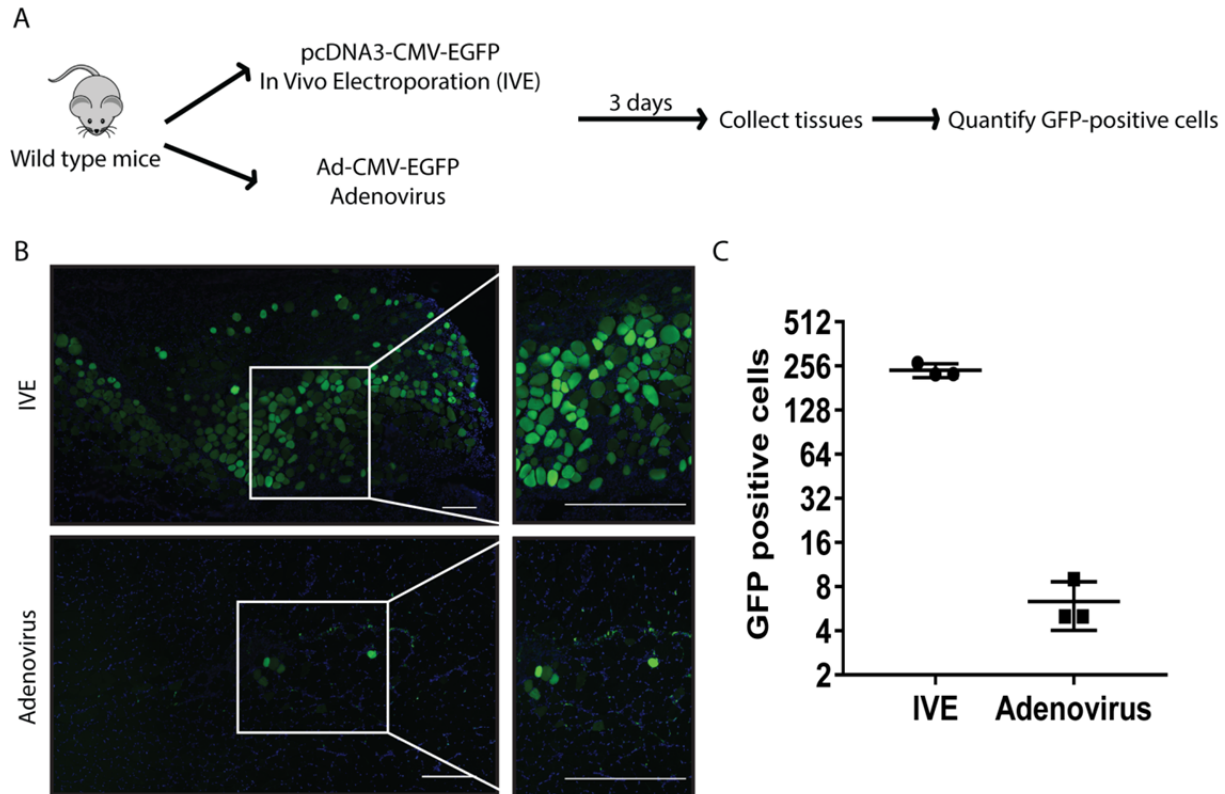 A
pcDNA3-CMV-EGFP
In Vivo Electroporation (IVE)
Wild type mice
Ad-CMV-EGFP
Adenovirus
3 days
Collect tissues
Quantify GFP-positive cells
B
IVE
Adenovirus
C
GFP positive cells
512
256
128
64
32
16
8
4
2
IVE Adenovirus